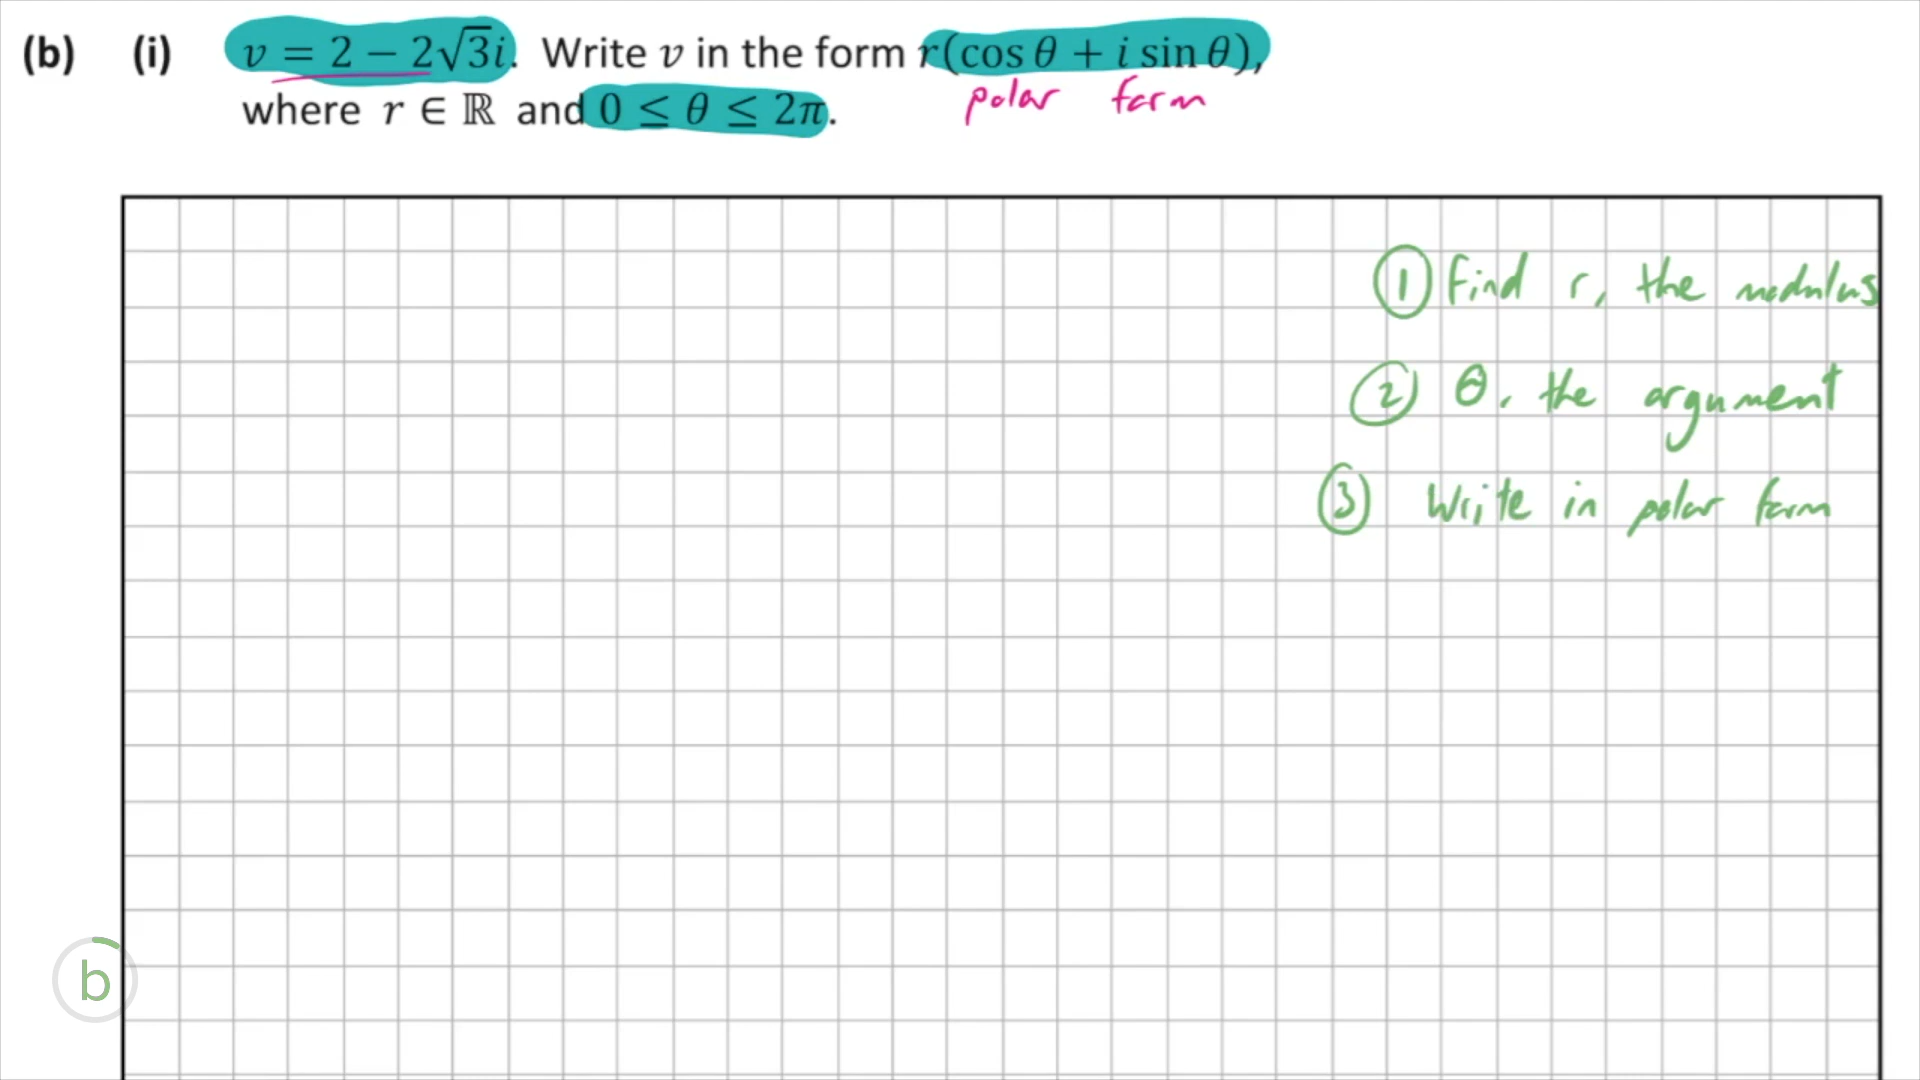 (b) (i) v = 2 − 2√3i. Write v in the form r(cos θ + i sin θ),
where r ∈ ℝ and 0 ≤ θ ≤ 2π.
polar form
① Find r, the modulus
② θ, the argument
③ Write in polar form
b